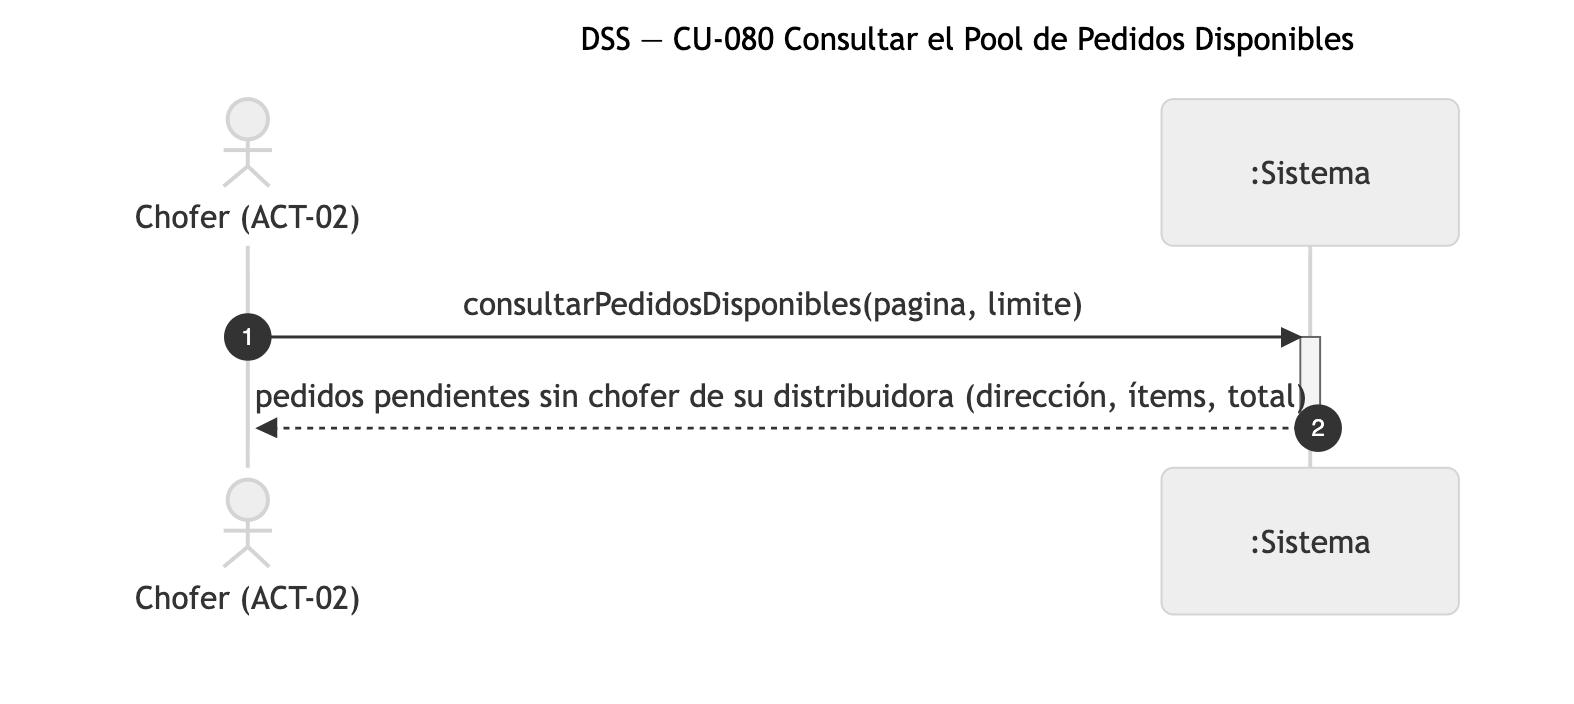 DSS — CU-080 Consultar el Pool de Pedidos Disponibles
Chofer (ACT-02)
:Sistema
consultarPedidosDisponibles(pagina, limite)
1
pedidos pendientes sin chofer de su distribuidora (dirección, ítems, total)
2
Chofer (ACT-02)
:Sistema